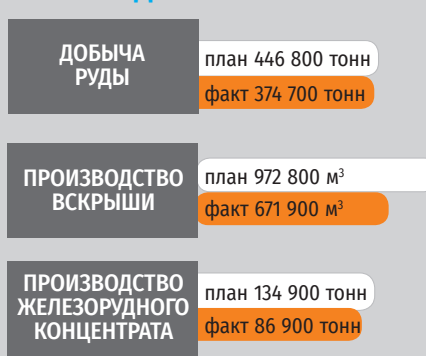 ДОБЫЧА
РУДЫ
план 446 800 тонн
факт 374 700 тонн
ПРОИЗВОДСТВО
ВСКРЫШИ
план 972 800 м³
факт 671 900 м³
ПРОИЗВОДСТВО
ЖЕЛЕЗОРУДНОГО
КОНЦЕНТРАТА
план 134 900 тонн
факт 86 900 тонн